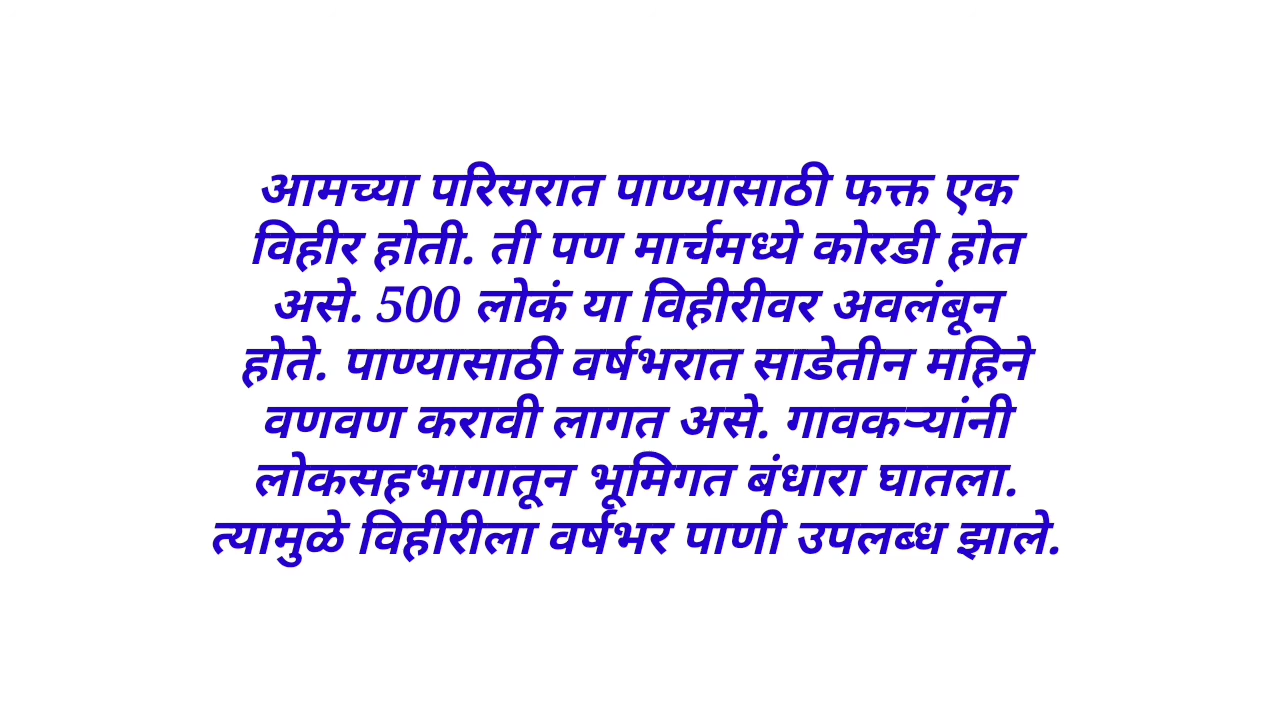 आमच्या परिसरात पाण्यासाठी फक्त एक
विहीर होती. ती पण मार्चमध्ये कोरडी होत
असे. 500 लोकं या विहीरीवर अवलंबून
होते. पाण्यासाठी वर्षभरात साडेतीन महिने
वणवण करावी लागत असे. गावकऱ्यांनी
लोकसहभागातून भूमिगत बंधारा घातला.
त्यामुळे विहीरीला वर्षभर पाणी उपलब्ध झाले.